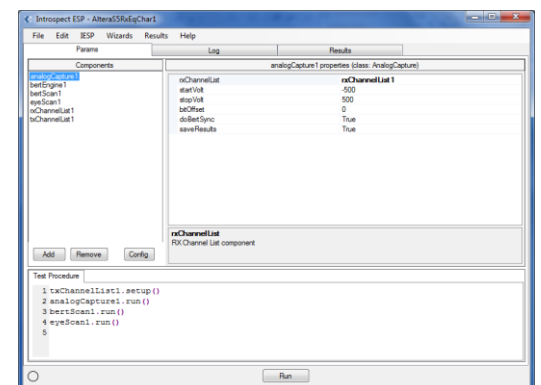 Introspect ESP - AlteraS5RxEqChar1
File Edit IESP Wizards Results Help
Params Log Results
Components
analogCapture1
bertEngine1
bertScan1
eyeScan1
rxChannelList1
txChannelList1
Add Remove Config
analogCapture1 properties (class: AnalogCapture)
rxChannelList rxChannelList1
startVolt -500
stopVolt 500
bitOffset 0
doBertSync True
saveResults True
rxChannelList
RX Channel List component
Test Procedure
1 txChannelList1.setup()
2 analogCapture1.run()
3 bertScan1.run()
4 eyeScan1.run()
5
Run